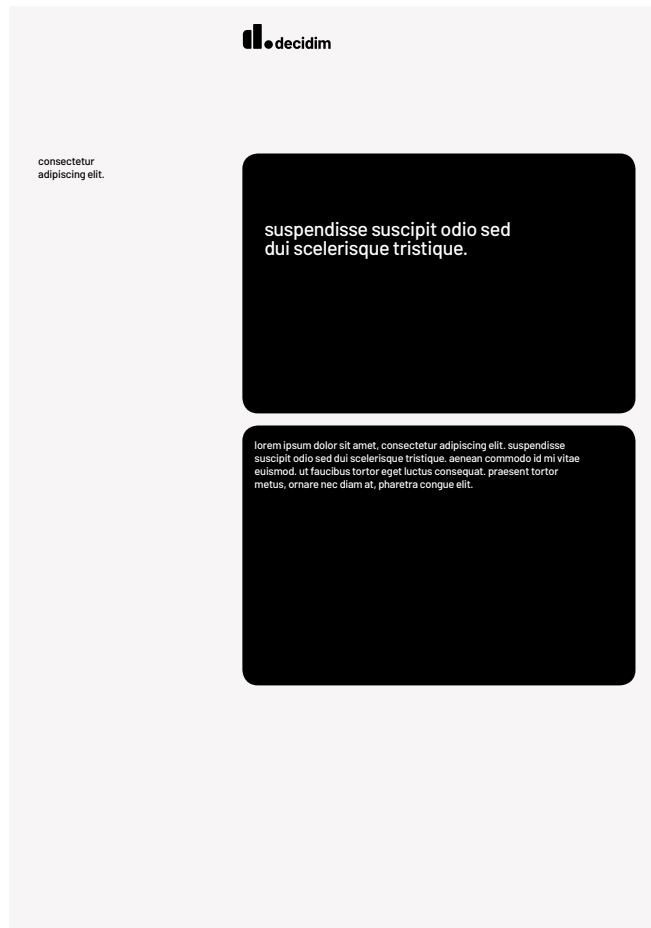 d.decidim
consectetur
adipiscing elit.
suspendisse suscipit odio sed
dui scelerisque tristique.
lorem ipsum dolor sit amet, consectetur adipiscing elit. suspendisse
suscipit odio sed dui scelerisque tristique. aenean commodo id mi vitae
euismod. ut faucibus tortor eget luctus consequat. praesent tortor
metus, ornare nec diam at, pharetra congue elit.